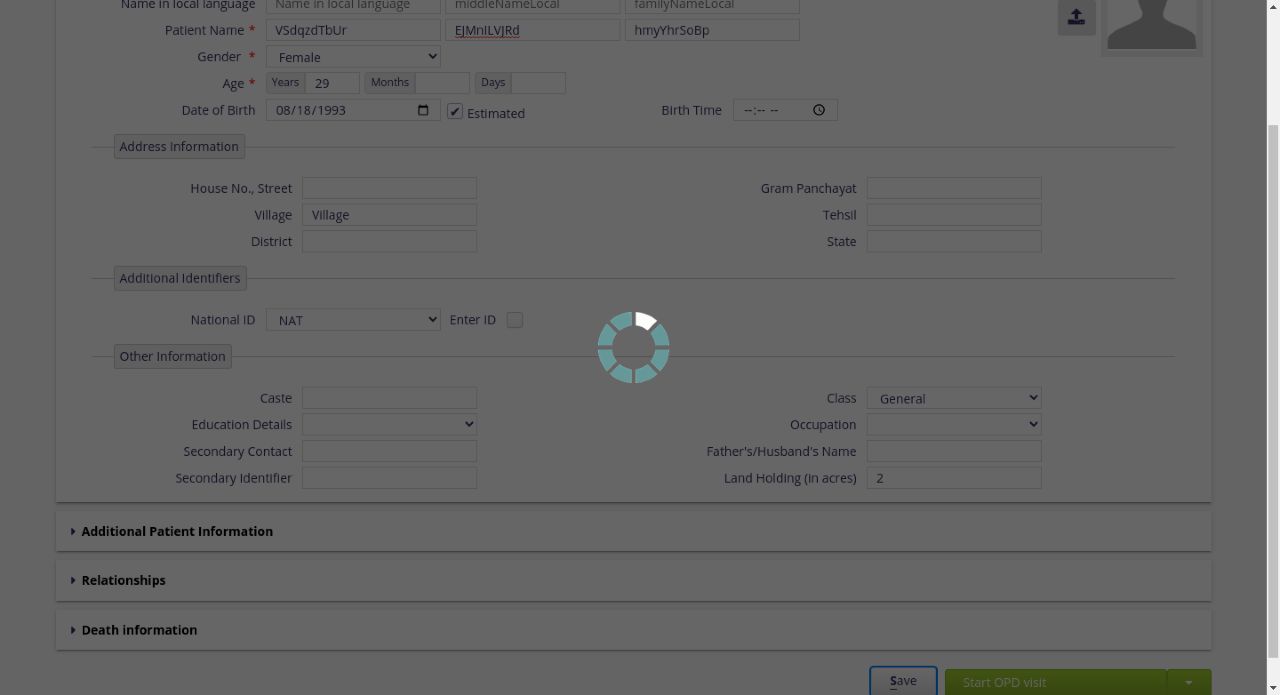 Name in local language Name in local language middleNameLocal familyNameLocal
Patient Name * VSdqzdTbUr EJMnILVJRd hmyYhrSoBp
Gender * Female
Age * Years 29 Months Days
Date of Birth 08/18/1993 Estimated Birth Time --:-- --
Address Information
House No., Street Gram Panchayat
Village Village Tehsil
District State
Additional Identifiers
National ID NAT Enter ID
Other Information
Caste Class General
Education Details Occupation
Secondary Contact Father's/Husband's Name
Secondary Identifier Land Holding (in acres) 2
Additional Patient Information
Relationships
Death information
Save Start OPD visit